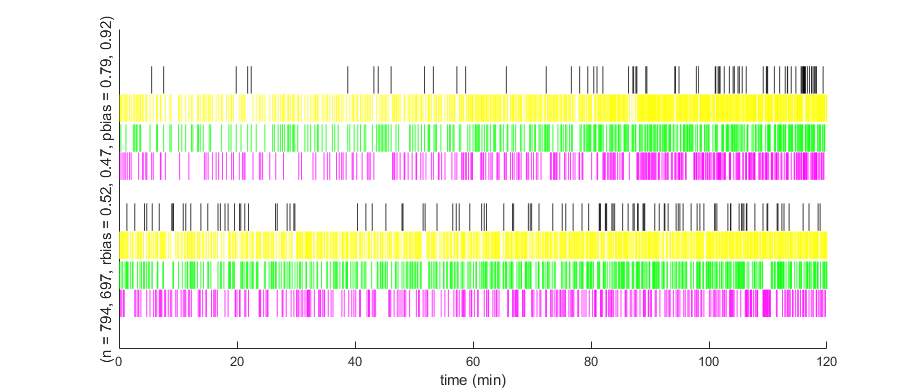 (n = 794, 697, rbias = 0.52, 0.47, pbias = 0.79, 0.92)
0 20 40 60 80 100 120
time (min)